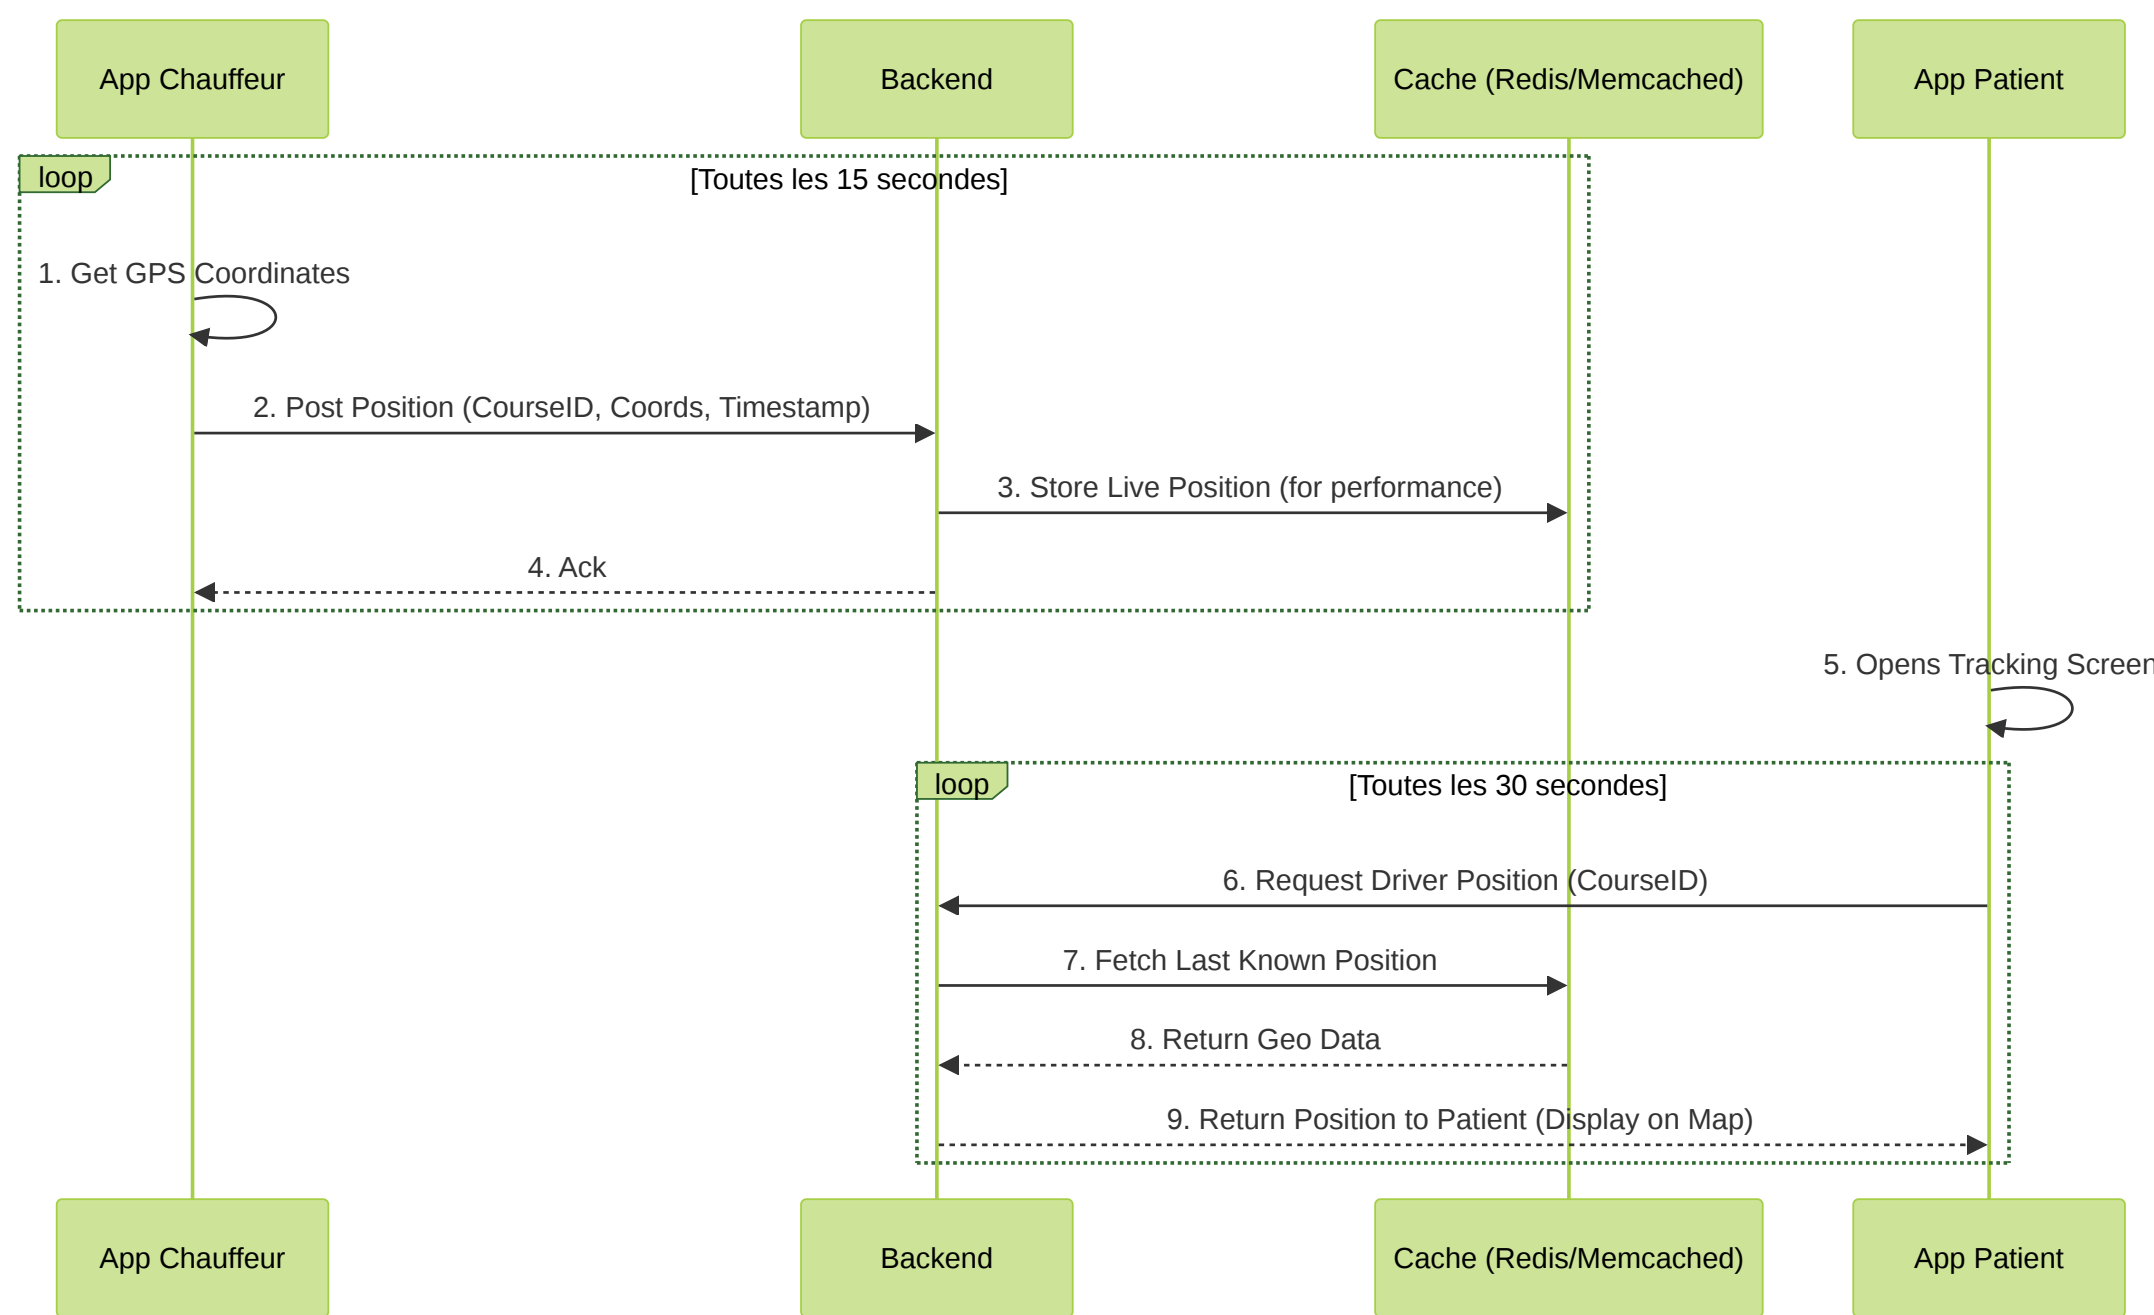 App Chauffeur
Backend
Cache (Redis/Memcached)
App Patient
loop
[Toutes les 15 secondes]
1. Get GPS Coordinates
2. Post Position (CourseID, Coords, Timestamp)
3. Store Live Position (for performance)
4. Ack
5. Opens Tracking Screen
loop
[Toutes les 30 secondes]
6. Request Driver Position (CourseID)
7. Fetch Last Known Position
8. Return Geo Data
9. Return Position to Patient (Display on Map)
App Chauffeur
Backend
Cache (Redis/Memcached)
App Patient